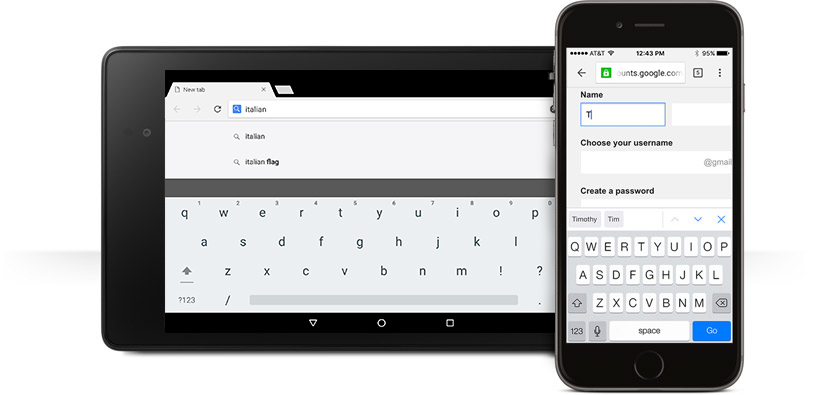 New tab
italian
italian
italian flag
1 2 3 4 5 6 7 8 9 0
q w e r t y u i o p
a s d f g h j k l
z x c v b n m ! ?
?123 / .
AT&T 12:43 PM 95%
ounts.google.com 5
Name
T
Choose your username
@gmail
Create a password
Timothy Tim
Q W E R T Y U I O P
A S D F G H J K L
Z X C V B N M
123 space Go